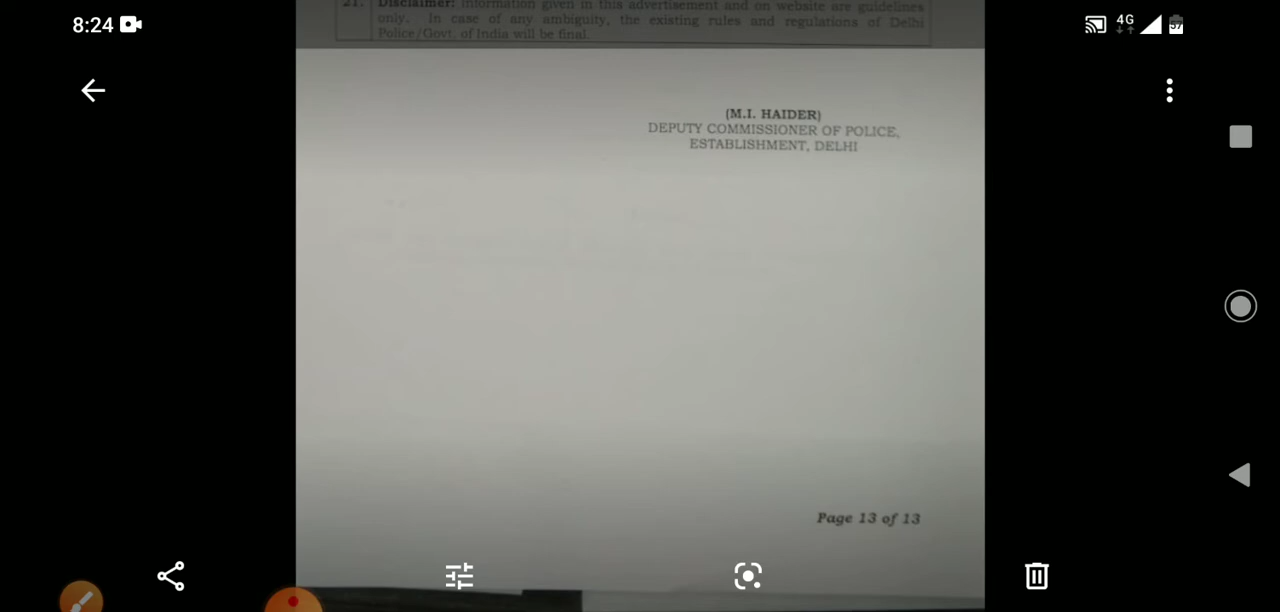 8:24
4G
57
21. Disclaimer: Information given in this advertisement and on website are guidelines
only. In case of any ambiguity, the existing rules and regulations of Delhi
Police/Govt. of India will be final.
(M.I. HAIDER)
DEPUTY COMMISSIONER OF POLICE,
ESTABLISHMENT, DELHI
Page 13 of 13